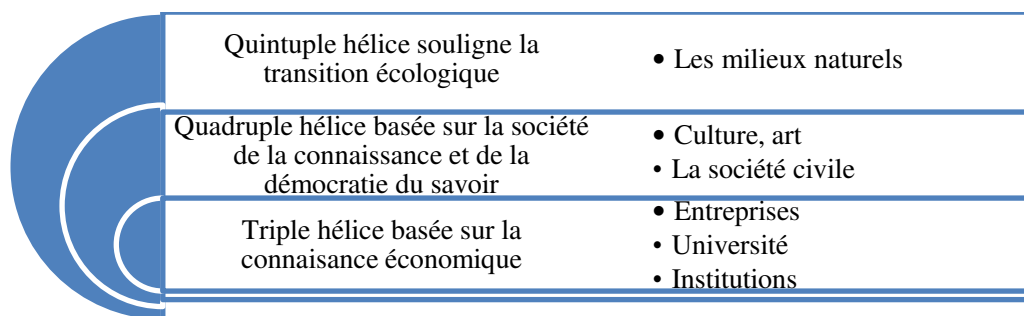 Quintuple hélice souligne la
transition écologique
• Les milieux naturels
Quadruple hélice basée sur la société
de la connaissance et de la
démocratie du savoir
• Culture, art
• La société civile
Triple hélice basée sur la
connaisance économique
• Entreprises
• Université
• Institutions